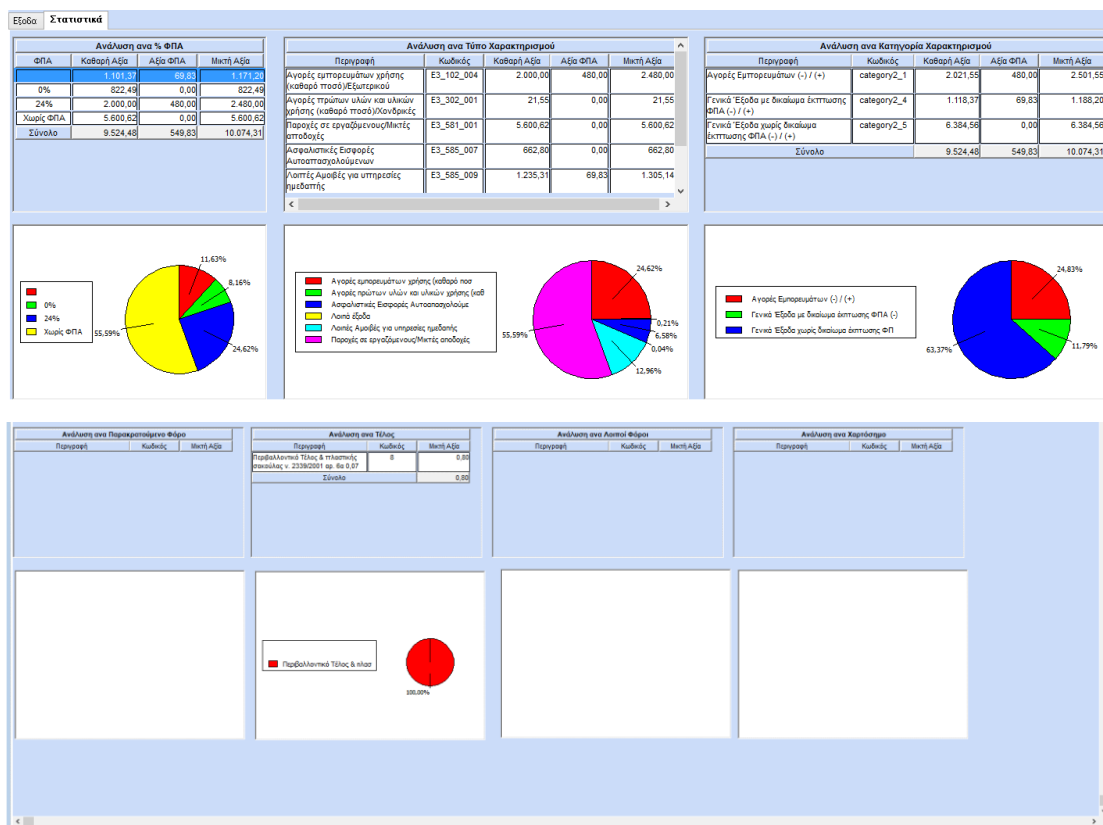 Εξοδα Στατιστικά
Ανάλυση ανα % ΦΠΑ
ΦΠΑ Καθαρή Αξία Αξία ΦΠΑ Μικτή Αξία
1.101,37 69,83 1.171,20
0% 822,49 0,00 822,49
24% 2.000,00 480,00 2.480,00
Χωρίς ΦΠΑ 5.600,62 0,00 5.600,62
Σύνολο 9.524,48 549,83 10.074,31
Ανάλυση ανα Τύπο Χαρακτηρισμού
Περιγραφή Κωδικός Καθαρή Αξία Αξία ΦΠΑ Μικτή Αξία
Αγορές εμπορευμάτων χρήσης E3_102_004 2.000,00 480,00 2.480,00
(καθαρό ποσό)/Εξωτερικού
Αγορές πρώτων υλών και υλικών E3_302_001 21,55 0,00 21,55
χρήσης (καθαρό ποσό)/Χονδρικές
Παροχές σε εργαζόμενους/Μικτές E3_581_001 5.600,62 0,00 5.600,62
αποδοχές
Ασφαλιστικές Εισφορές E3_585_007 662,80 0,00 662,80
Αυτοαπασχολούμενων
Λοιπές Αμοιβές για υπηρεσίες E3_585_009 1.235,31 69,83 1.305,14
ημεδαπής
Ανάλυση ανα Κατηγορία Χαρακτηρισμού
Περιγραφή Κωδικός Καθαρή Αξία Αξία ΦΠΑ Μικτή Αξία
Αγορές Εμπορευμάτων (-) / (+) category2_1 2.021,55 480,00 2.501,55
Γενικά Έξοδα με δικαίωμα έκπτωσης category2_4 1.118,37 69,83 1.188,20
ΦΠΑ (-) / (+)
Γενικά Έξοδα χωρίς δικαίωμα category2_5 6.384,56 0,00 6.384,56
έκπτωσης ΦΠΑ (-) / (+)
Σύνολο 9.524,48 549,83 10.074,31
0%
24%
Χωρίς ΦΠΑ
11,63%
8,16%
24,62%
55,59%
Αγορές εμπορευμάτων χρήσης (καθαρό ποσ
Αγορές πρώτων υλών και υλικών χρήσης (καθ
Ασφαλιστικές Εισφορές Αυτοαπασχολούμε
Λοιπά έξοδα
Λοιπές Αμοιβές για υπηρεσίες ημεδαπής
Παροχές σε εργαζόμενους/Μικτές αποδοχές
24,62%
0,21%
6,58%
0,04%
12,96%
55,59%
Αγορές Εμπορευμάτων (-) / (+)
Γενικά Έξοδα με δικαίωμα έκπτωσης ΦΠΑ (-)
Γενικά Έξοδα χωρίς δικαίωμα έκπτωσης ΦΠ
24,83%
11,79%
63,37%
Ανάλυση ανα Παρακρατούμενο Φόρο
Περιγραφή Κωδικός Μικτή Αξία
Ανάλυση ανα Τέλος
Περιγραφή Κωδικός Μικτή Αξία
Περιβαλλοντικό Τέλος & πλαστικής 8 0,80
σακούλας ν. 2339/2001 αρ. 6α 0,07
Σύνολο 0,80
Ανάλυση ανα Λοιποί Φόροι
Περιγραφή Κωδικός Μικτή Αξία
Ανάλυση ανα Χαρτόσημο
Περιγραφή Κωδικός Μικτή Αξία
Περιβαλλοντικό Τέλος & πλασ
100,00%